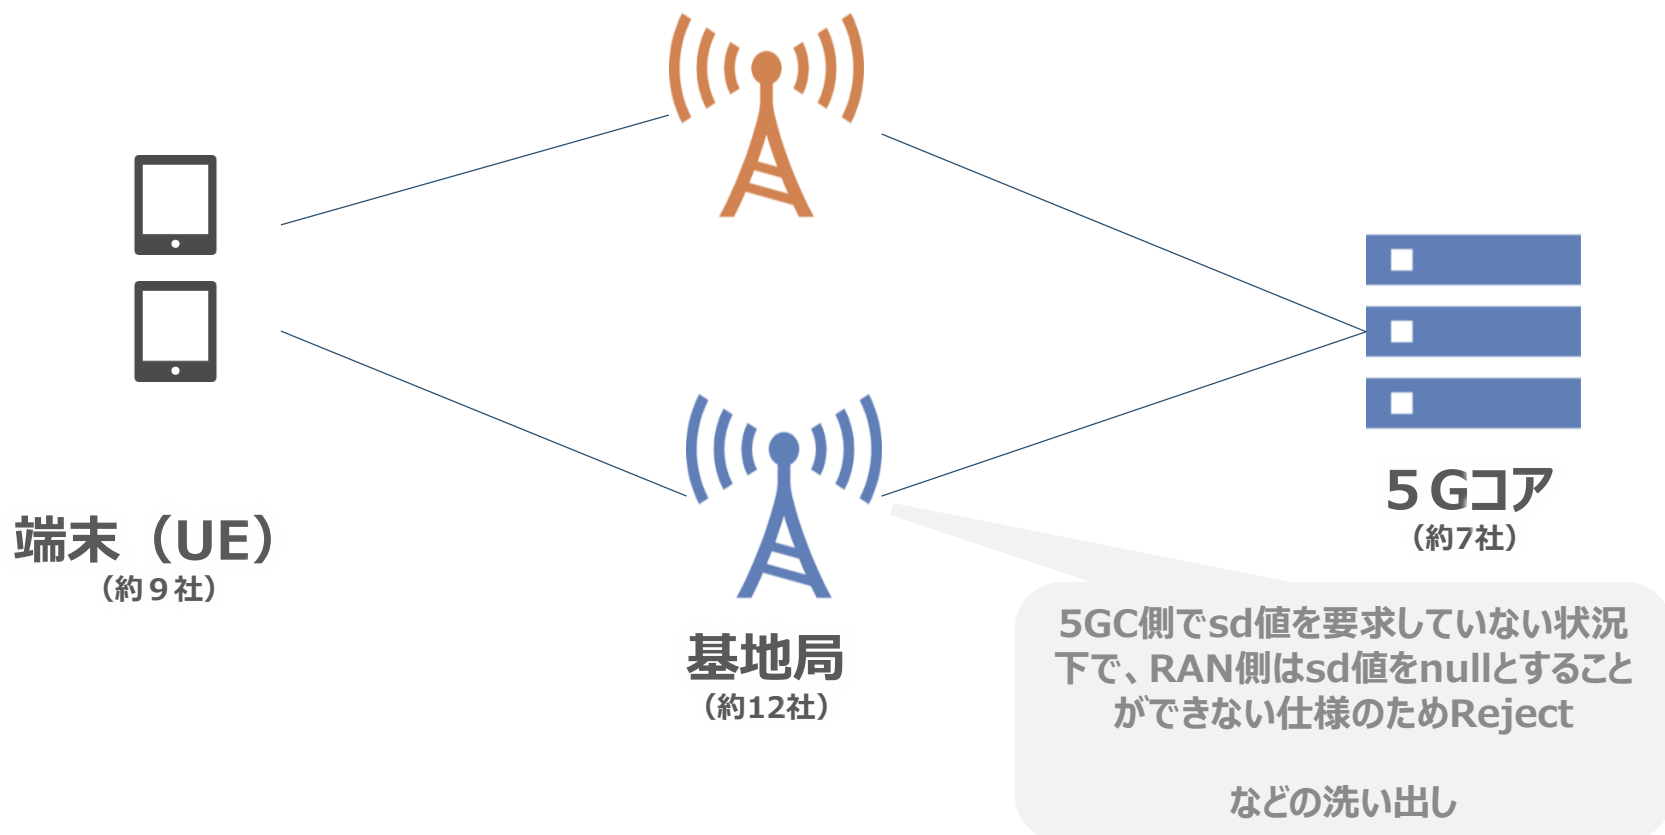 端末（UE）
（約９社）
基地局
（約12社）
５Gコア
（約7社）
5GC側でsd値を要求していない状況
下で、RAN側はsd値をnullとすること
ができない仕様のためReject
などの洗い出し